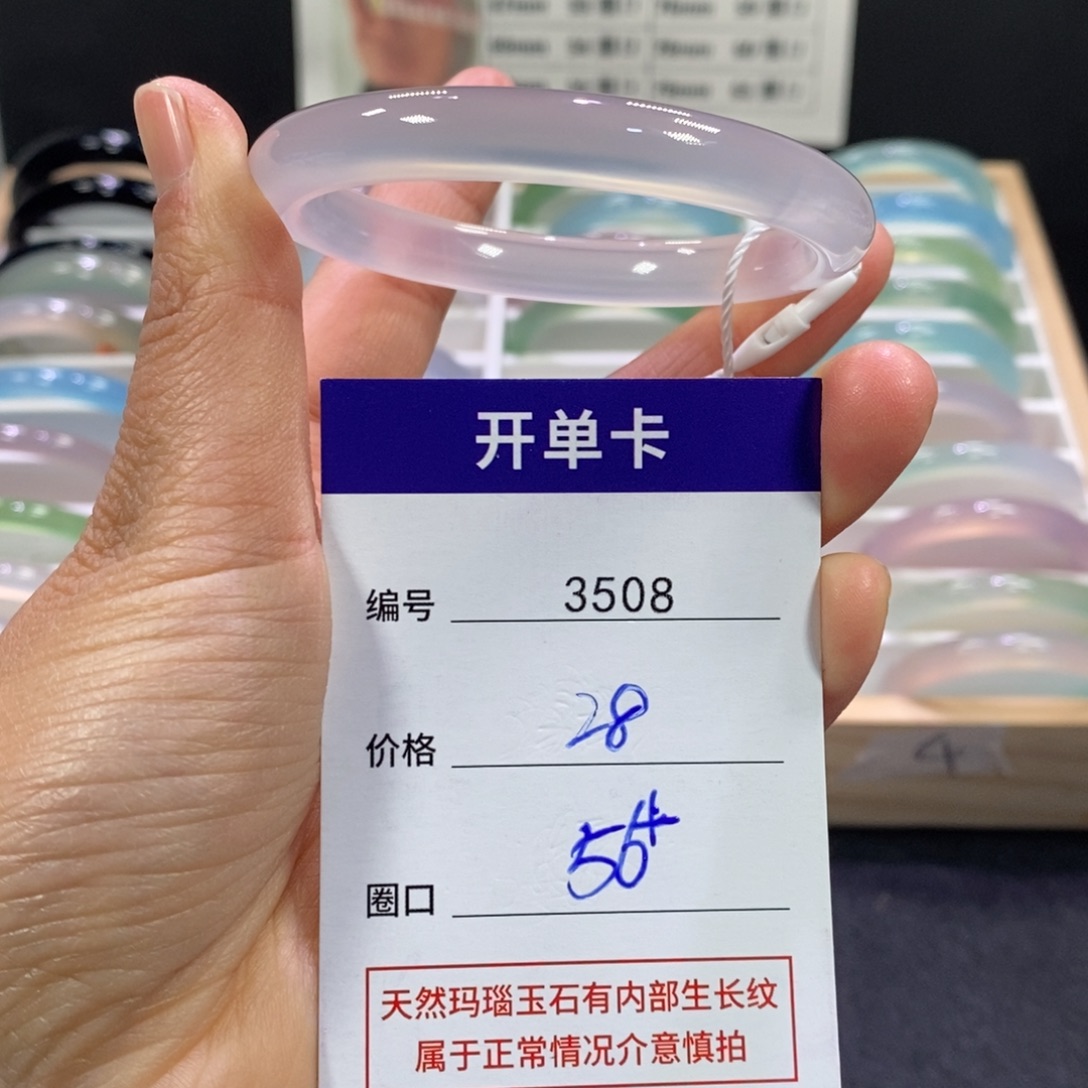 开单卡
编号 3508
价格 28
圈口 56+
天然玛瑙玉石有内部生长纹
属于正常情况介意慎拍
4